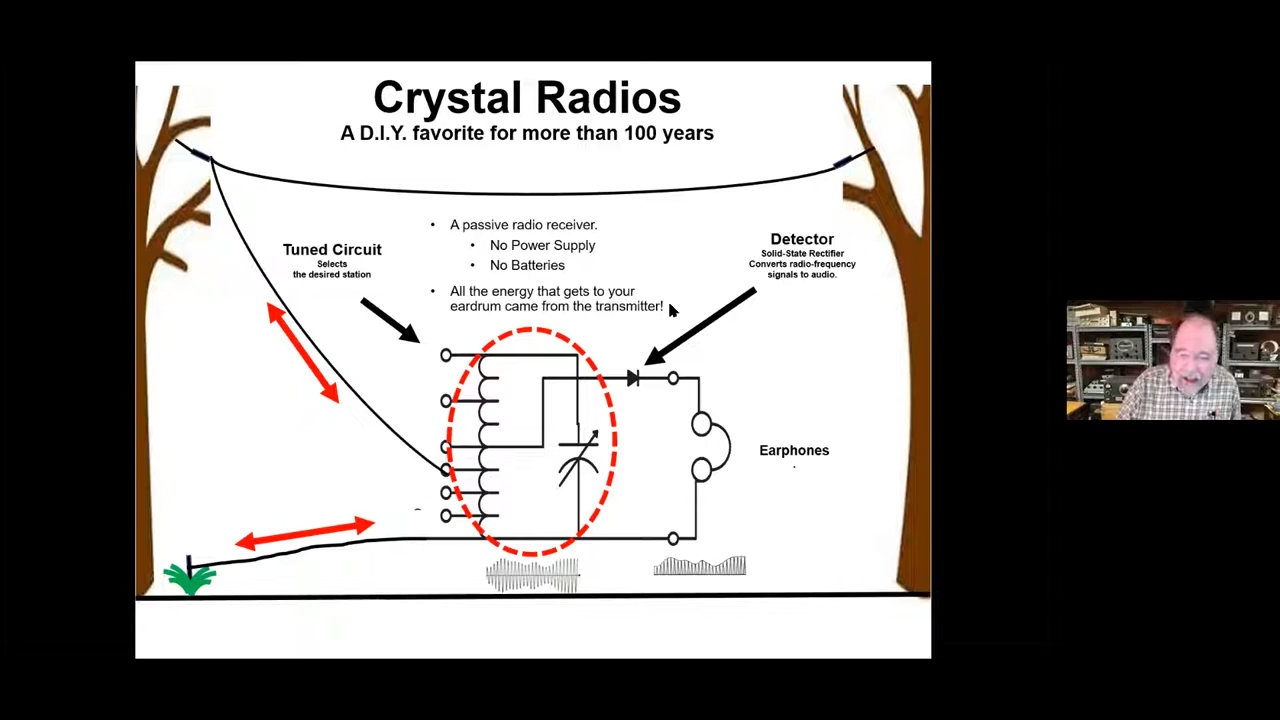 Crystal Radios
A D.I.Y. favorite for more than 100 years
• A passive radio receiver.
• No Power Supply
• No Batteries
• All the energy that gets to your
eardrum came from the transmitter!
Tuned Circuit
Selects
the desired station
Detector
Solid-State Rectifier
Converts radio-frequency
signals to audio.
Earphones